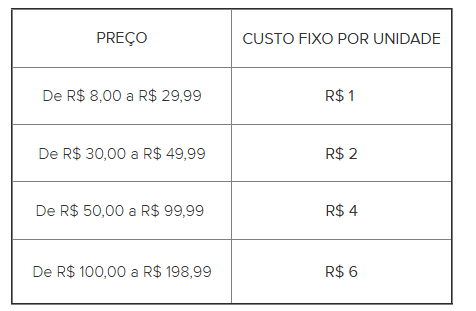 PREÇO CUSTO FIXO POR UNIDADE
De R$ 8,00 a R$ 29,99 R$ 1
De R$ 30,00 a R$ 49,99 R$ 2
De R$ 50,00 a R$ 99,99 R$ 4
De R$ 100,00 a R$ 198,99 R$ 6